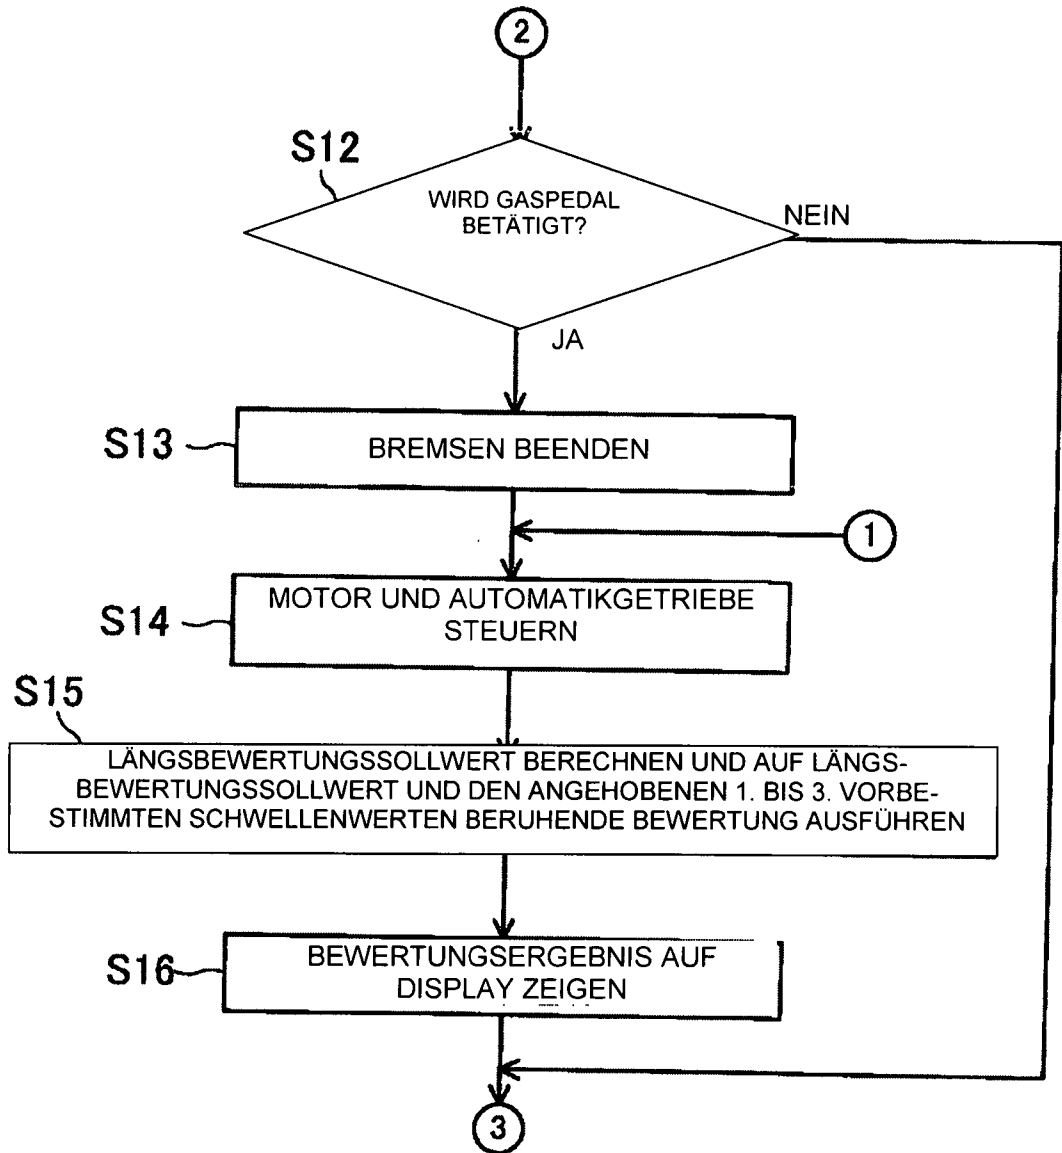 2
S12
WIRD GASPEDAL
BETÄTIGT?
NEIN
JA
S13
BREMSEN BEENDEN
1
S14
MOTOR UND AUTOMATIKGETRIEBE
STEUERN
S15
LÄNGSBEWERTUNGSSOLLWERT BERECHNEN UND AUF LÄNGS-
BEWERTUNGSSOLLWERT UND DEN ANGEHOBENEN 1. BIS 3. VORBE-
STIMMTEN SCHWELLENWERTEN BERUHENDE BEWERTUNG AUSFÜHREN
S16
BEWERTUNGSERGEBNIS AUF
DISPLAY ZEIGEN
3